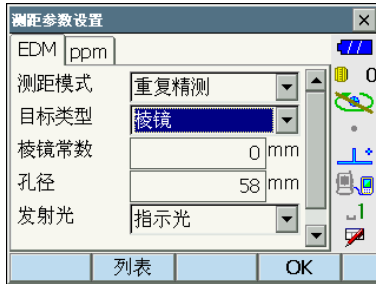 测距参数设置
EDM ppm
0
测距模式 重复精测
目标类型 棱镜
棱镜常数 0 mm
孔径 58 mm
发射光 指示光
1
列表 OK